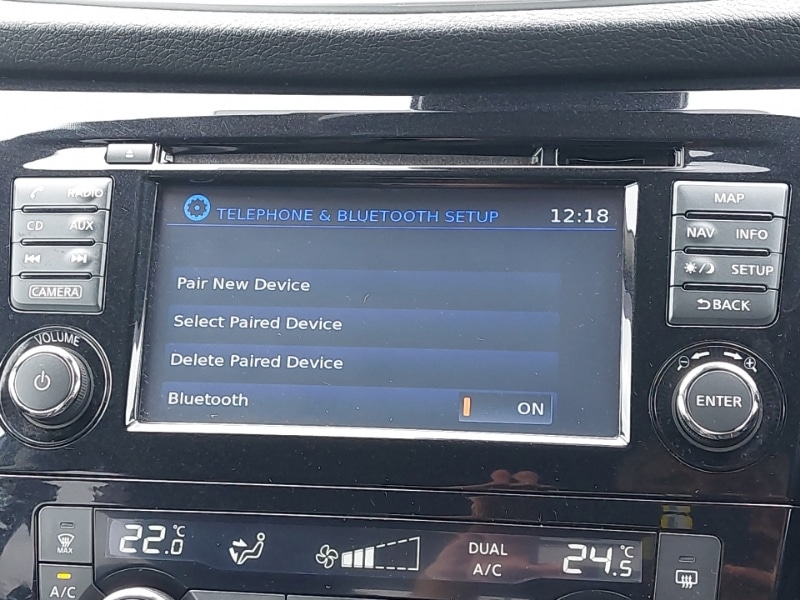 TELEPHONE & BLUETOOTH SETUP 12:18
Pair New Device
Select Paired Device
Delete Paired Device
Bluetooth ON
RADIO
CD AUX
CAMERA
VOLUME
MAP
NAV INFO
SETUP
BACK
ENTER
MAX
A/C
22.0°C
DUAL
A/C
24.5°C